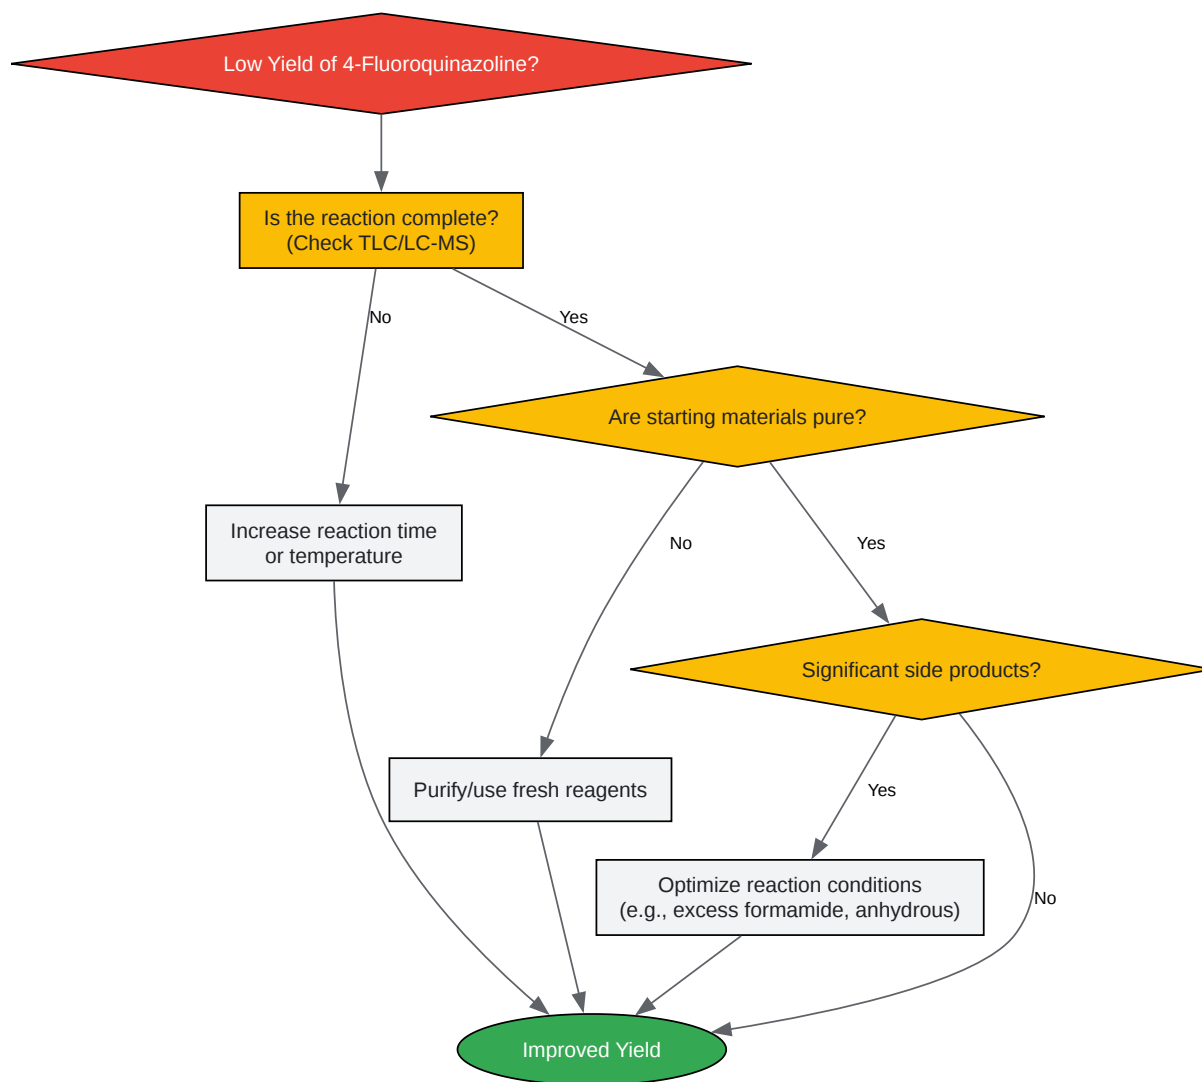 Low Yield of 4-Fluoroquinazoline?
Is the reaction complete?
(Check TLC/LC-MS)
No
Yes
Are starting materials pure?
Increase reaction time
or temperature
No
Yes
Significant side products?
Purify/use fresh reagents
Yes
Optimize reaction conditions
(e.g., excess formamide, anhydrous)
No
Improved Yield